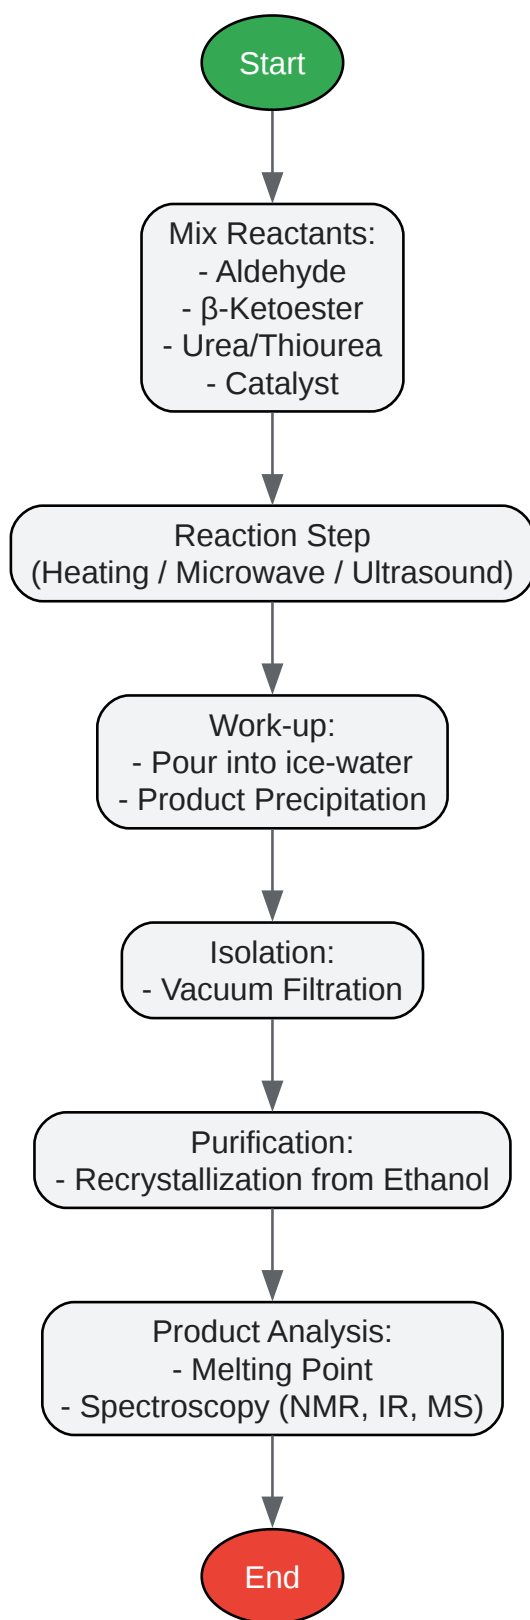 Start
Mix Reactants:
- Aldehyde
- β-Ketoester
- Urea/Thiourea
- Catalyst
Reaction Step
(Heating / Microwave / Ultrasound)
Work-up:
- Pour into ice-water
- Product Precipitation
Isolation:
- Vacuum Filtration
Purification:
- Recrystallization from Ethanol
Product Analysis:
- Melting Point
- Spectroscopy (NMR, IR, MS)
End